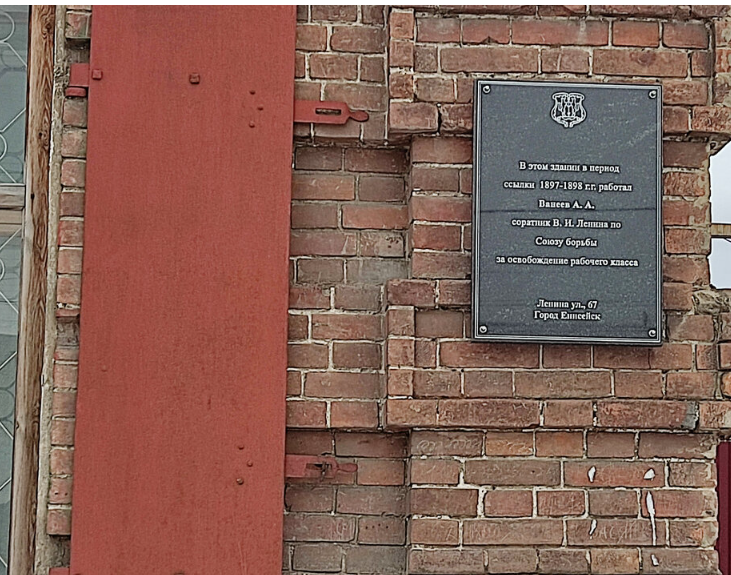 В этом здании в период
ссылки 1897-1898 г.г. работал
Ванеев А. А.
соратник В. И. Ленина по
Союзу борьбы
за освобождение рабочего класса
Ленина ул., 67
Город Енисейск